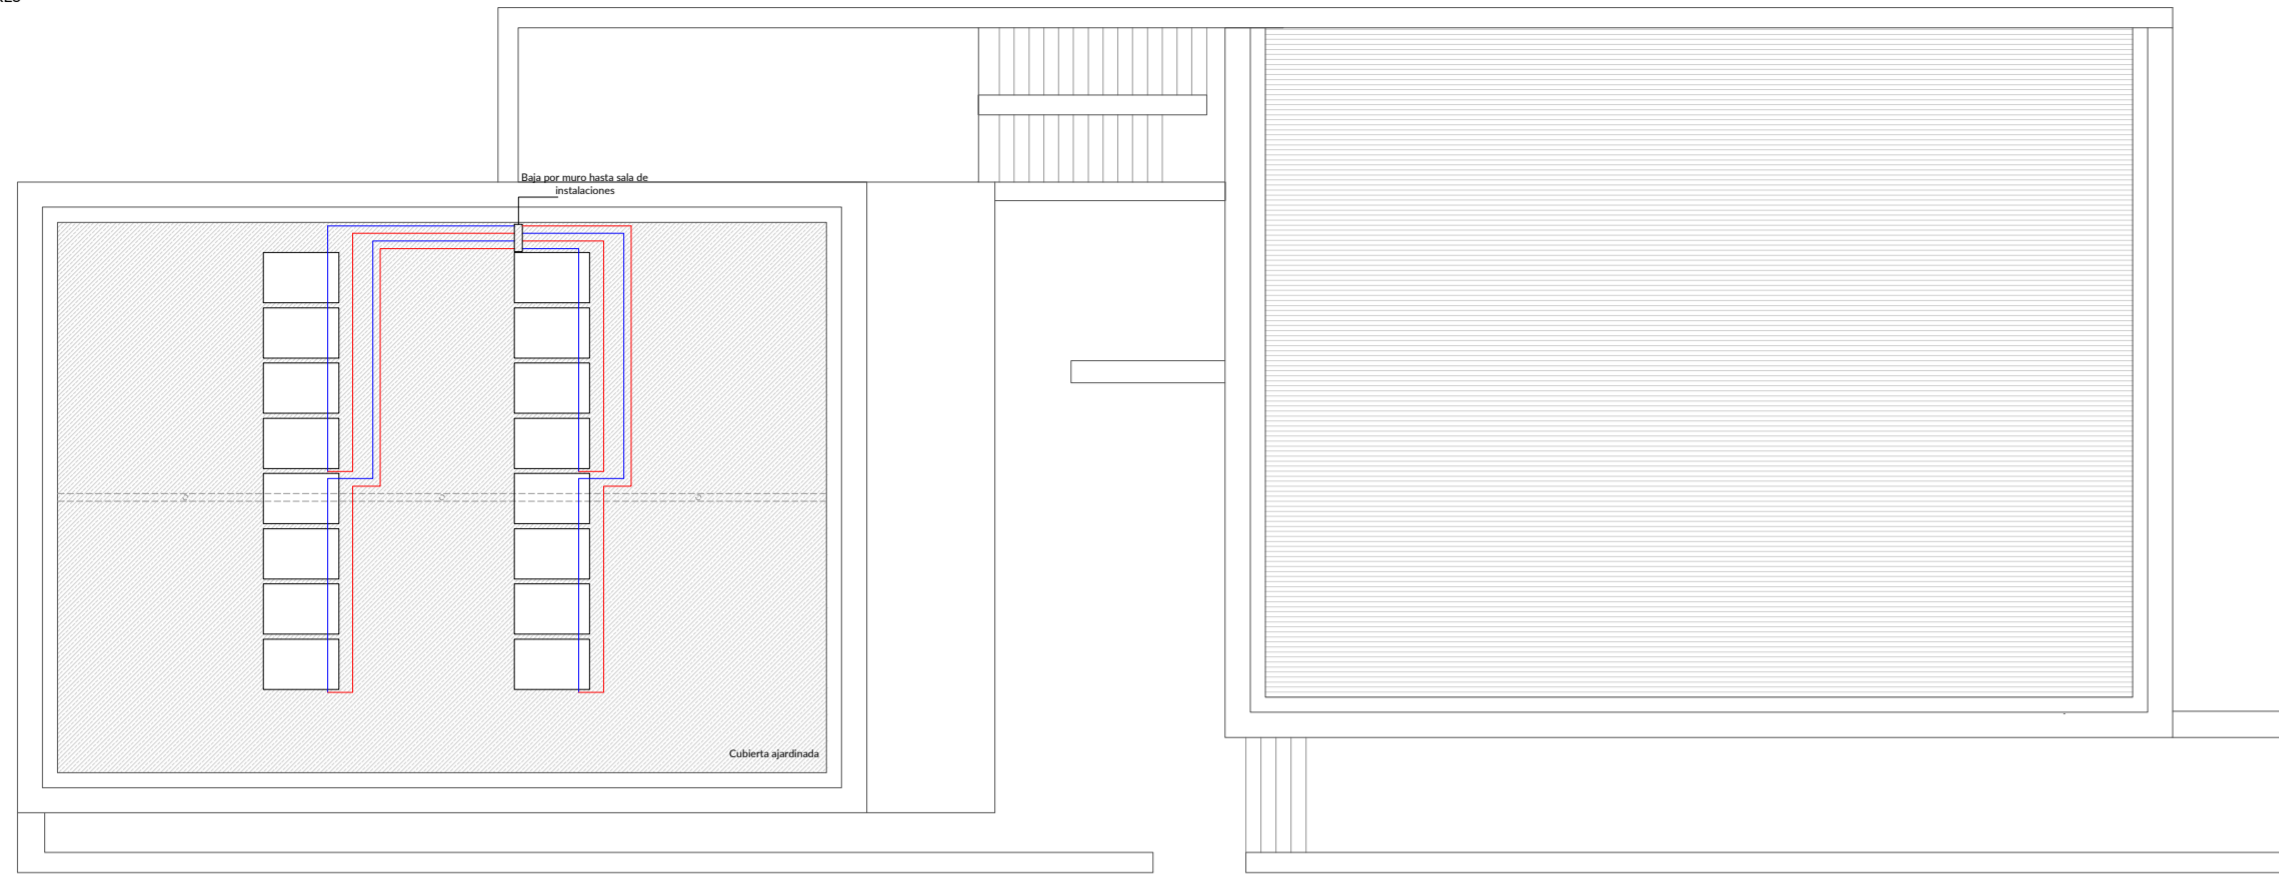 Baja por muro hasta sala de
instalaciones
Cubierta ajardinada